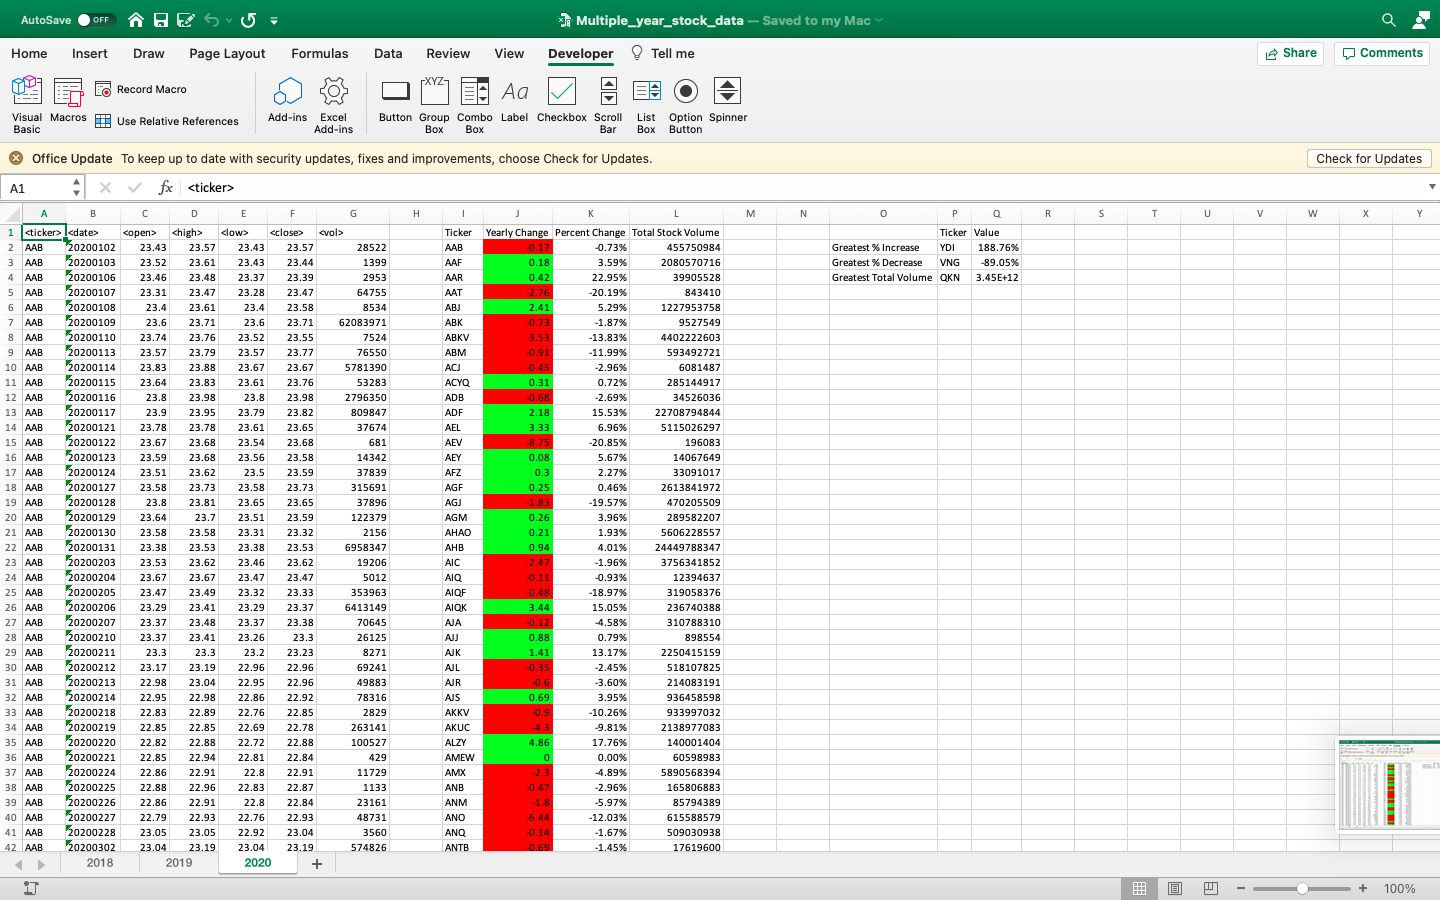 AutoSave OFF Multiple_year_stock_data — Saved to my Mac
Home Insert Draw Page Layout Formulas Data Review View Developer Tell me Share Comments
Visual Basic Macros Record Macro Use Relative References Add-ins Excel Add-ins Button Group Box Combo Box Label Checkbox Scroll Bar List Box Option Button Spinner
XYZ Aa
Office Update To keep up to date with security updates, fixes and improvements, choose Check for Updates. Check for Updates
A1 fx <ticker>
A B C D E F G H I J K L M N O P Q R S T U V W X Y
1 <ticker> <date> <open> <high> <low> <close> <vol> Ticker Yearly Change Percent Change Total Stock Volume Ticker Value
2 AAB 20200102 23.43 23.57 23.43 23.57 28522 AAB -0.17 -0.73% 455750984 Greatest % Increase YDI 188.76%
3 AAB 20200103 23.52 23.61 23.43 23.44 1399 AAF 0.18 3.59% 2080570716 Greatest % Decrease VNG -89.05%
4 AAB 20200106 23.46 23.48 23.37 23.39 2953 AAR 0.42 22.95% 39905528 Greatest Total Volume QKN 3.45E+12
5 AAB 20200107 23.31 23.47 23.28 23.47 64755 AAT -2.76 -20.19% 843410
6 AAB 20200108 23.4 23.61 23.4 23.58 8534 ABJ 2.41 5.29% 1227953758
7 AAB 20200109 23.6 23.71 23.6 23.71 62083971 ABK -0.73 -1.87% 9527549
8 AAB 20200110 23.74 23.76 23.52 23.55 7524 ABKV -3.53 -13.83% 4402222603
9 AAB 20200113 23.57 23.79 23.57 23.77 76550 ABM -0.91 -11.99% 593492721
10 AAB 20200114 23.83 23.88 23.67 23.67 5781390 ACJ -0.45 -2.96% 6081487
11 AAB 20200115 23.64 23.83 23.61 23.76 53283 ACYQ 0.31 0.72% 285144917
12 AAB 20200116 23.8 23.98 23.8 23.98 2796350 ADB -0.68 -2.69% 34526036
13 AAB 20200117 23.9 23.95 23.79 23.82 809847 ADF 2.18 15.53% 22708794844
14 AAB 20200121 23.78 23.78 23.61 23.65 37674 AEL 3.33 6.96% 5115026297
15 AAB 20200122 23.67 23.68 23.54 23.68 681 AEV -8.75 -20.85% 196083
16 AAB 20200123 23.59 23.68 23.56 23.58 14342 AEY 0.08 5.67% 14067649
17 AAB 20200124 23.51 23.62 23.5 23.59 37839 AFZ 0.3 2.27% 33091017
18 AAB 20200127 23.58 23.73 23.58 23.73 315691 AGF 0.25 0.46% 2613841972
19 AAB 20200128 23.8 23.81 23.65 23.65 37896 AGJ -1.83 -19.57% 470205509
20 AAB 20200129 23.64 23.7 23.51 23.59 122379 AGM 0.26 3.96% 289582207
21 AAB 20200130 23.58 23.58 23.31 23.32 2156 AHAO 0.21 1.93% 5606228557
22 AAB 20200131 23.38 23.53 23.38 23.53 6958347 AHB 0.94 4.01% 24449788347
23 AAB 20200203 23.53 23.62 23.46 23.62 19206 AIC -2.47 -1.96% 3756341852
24 AAB 20200204 23.67 23.67 23.47 23.47 5012 AIQ -0.11 -0.93% 12394637
25 AAB 20200205 23.47 23.49 23.32 23.33 353963 AIQF -0.48 -18.97% 319058376
26 AAB 20200206 23.29 23.41 23.29 23.37 6413149 AIQK 3.44 15.05% 236740388
27 AAB 20200207 23.37 23.48 23.37 23.38 70645 AJA -0.12 -4.58% 310788310
28 AAB 20200210 23.37 23.41 23.26 23.3 26125 AJJ 0.88 0.79% 898554
29 AAB 20200211 23.3 23.3 23.2 23.23 8271 AJK 1.41 13.17% 2250415159
30 AAB 20200212 23.17 23.19 22.96 22.96 69241 AJL -0.35 -2.45% 518107825
31 AAB 20200213 22.98 23.04 22.95 22.96 49883 AJR -0.6 -3.60% 214083191
32 AAB 20200214 22.95 22.98 22.86 22.92 78316 AJS 0.69 3.95% 936458598
33 AAB 20200218 22.83 22.89 22.76 22.85 2829 AKKV -0.9 -10.26% 933997032
34 AAB 20200219 22.85 22.85 22.69 22.78 263141 AKUC -4.3 -9.81% 2138977083
35 AAB 20200220 22.82 22.88 22.72 22.88 100527 ALZY 4.86 17.76% 140001404
36 AAB 20200221 22.85 22.94 22.81 22.84 429 AMEW 0 0.00% 60598983
37 AAB 20200224 22.86 22.91 22.8 22.91 11729 AMX -2.3 -4.89% 5890568394
38 AAB 20200225 22.88 22.96 22.83 22.87 1133 ANB -0.47 -2.96% 165806883
39 AAB 20200226 22.86 22.91 22.8 22.84 23161 ANM -1.8 -5.97% 85794389
40 AAB 20200227 22.79 22.93 22.76 22.93 48731 ANO -6.44 -12.03% 615588579
41 AAB 20200228 23.05 23.05 22.92 23.04 3560 ANQ -0.14 -1.67% 509030938
42 AAB 20200302 23.04 23.19 23.04 23.19 574826 ANTB -0.69 -1.45% 17619600
2018 2019 2020 +
100%